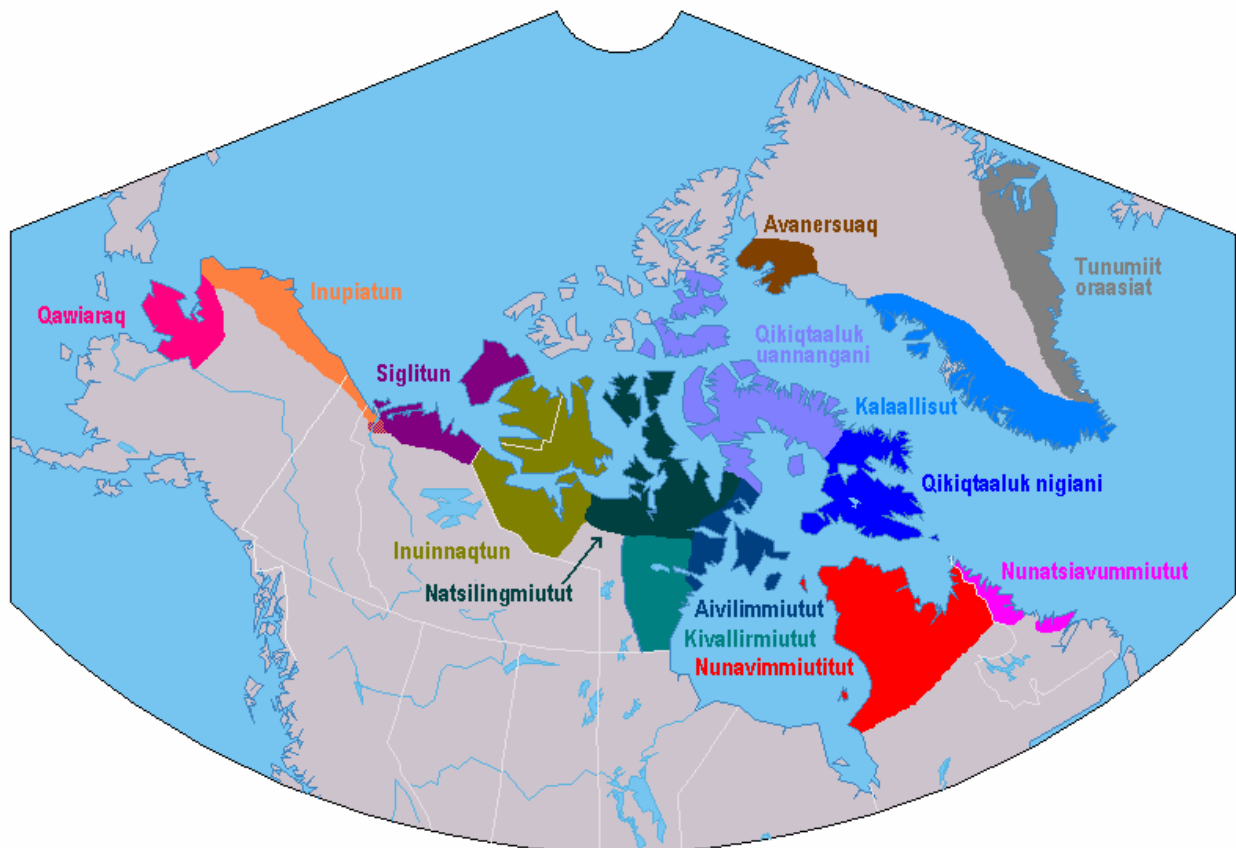 Avanersuaq
Tunumiit
oraasiat
Inupiatun
Qawiaraq
Qikiqtaaluk
uannangani
Siglitun
Kalaallisut
Qikiqtaaluk nigiani
Inuinnaqtun
Nunatsiavummiutut
Natsilingmiutut
Aivilimmiutut
Kivallirmiutut
Nunavimmiutitut